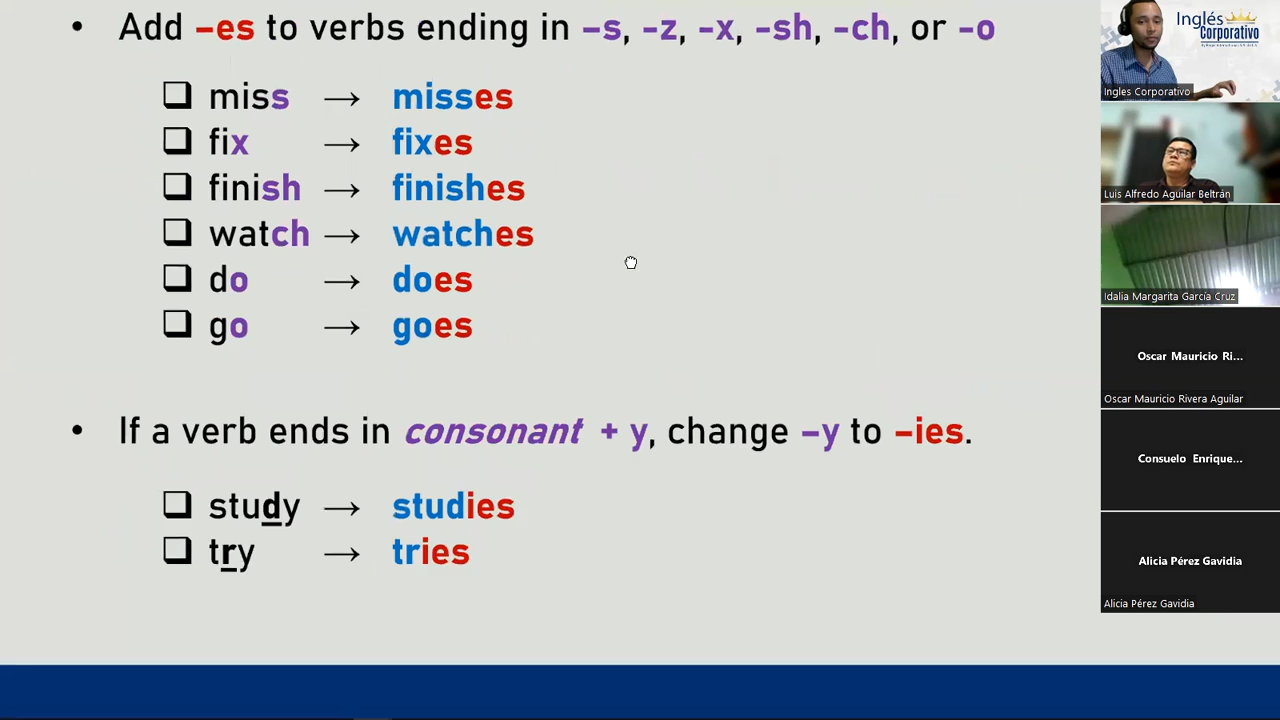 • Add –es to verbs ending in –s, -z, -x, -sh, -ch, or -o
❑ miss → misses
❑ fix → fixes
❑ finish → finishes
❑ watch → watches
❑ do → does
❑ go → goes
• If a verb ends in consonant + y, change –y to –ies.
❑ study → studies
❑ try → tries
Inglés
Corporativo
Ingles Corporativo
Luis Alfredo Aguilar Beltrán
Idalia Margarita García Cruz
Oscar Mauricio Ri...
Oscar Mauricio Rivera Aguilar
Consuelo Enrique...
Alicia Pérez Gavidia
Alicia Pérez Gavidia